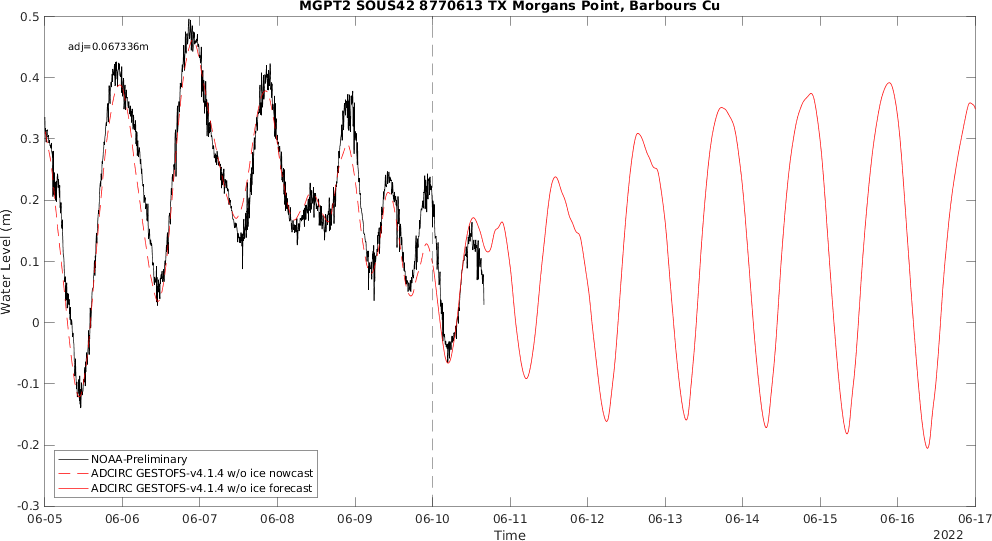 MGPT2 SOUS42 8770613 TX Morgans Point, Barbours Cu
adj=0.067336m
0.5
0.4
0.3
0.2
0.1
0
-0.1
-0.2
-0.3
Water Level (m)
NOAA-Preliminary
ADCIRC GESTOFS-v4.1.4 w/o ice nowcast
ADCIRC GESTOFS-v4.1.4 w/o ice forecast
06-05 06-06 06-07 06-08 06-09 06-10 06-11 06-12 06-13 06-14 06-15 06-16 06-17
Time
2022